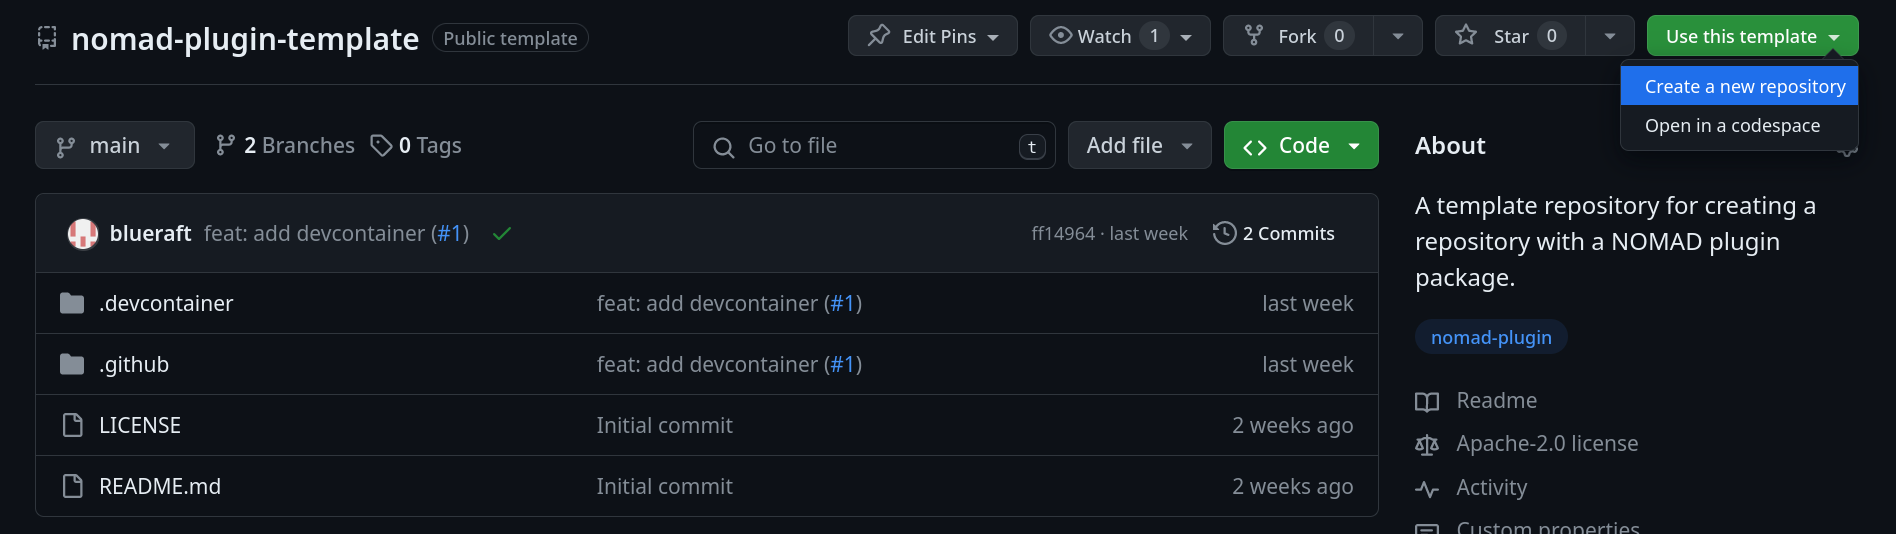 nomad-plugin-template Public template Edit Pins Watch 1 Fork 0 Star 0 Use this template
Create a new repository
Open in a codespace
main 2 Branches 0 Tags Go to file t Add file Code
blueraft feat: add devcontainer (#1) ff14964 · last week 2 Commits
.devcontainer feat: add devcontainer (#1) last week
.github feat: add devcontainer (#1) last week
LICENSE Initial commit 2 weeks ago
README.md Initial commit 2 weeks ago
About
A template repository for creating a
repository with a NOMAD plugin
package.
nomad-plugin
Readme
Apache-2.0 license
Activity
Custom properties